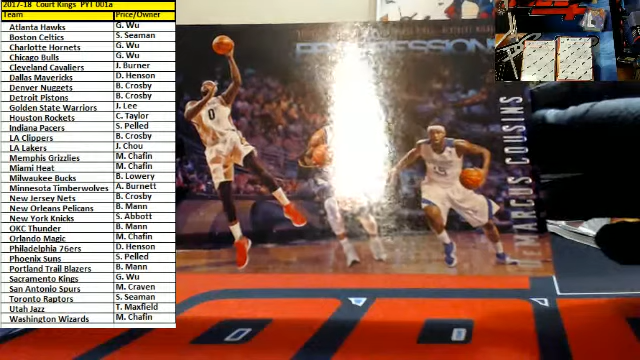 2017-18 Court Kings PYT 001a
Team Price/Owner
Atlanta Hawks G. Wu
Boston Celtics S. Seaman
Charlotte Hornets G. Wu
Chicago Bulls G. Wu
Cleveland Cavaliers J. Burner
Dallas Mavericks D. Henson
Denver Nuggets B. Crosby
Detroit Pistons B. Crosby
Golden State Warriors J. Lee
Houston Rockets C. Taylor
Indiana Pacers S. Pelled
LA Clippers B. Crosby
LA Lakers J. Chou
Memphis Grizzlies M. Chafin
Miami Heat M. Chafin
Milwaukee Bucks B. Lowery
Minnesota Timberwolves A. Burnett
New Jersey Nets B. Crosby
New Orleans Pelicans B. Mann
New York Knicks S. Abbott
OKC Thunder B. Mann
Orlando Magic M. Chafin
Philadelphia 76ers D. Henson
Phoenix Suns S. Pelled
Portland Trail Blazers B. Mann
Sacramento Kings G. Wu
San Antonio Spurs M. Craven
Toronto Raptors S. Seaman
Utah Jazz T. Maxfield
Washington Wizards M. Chafin
0
15
DeMARCUS COUSINS